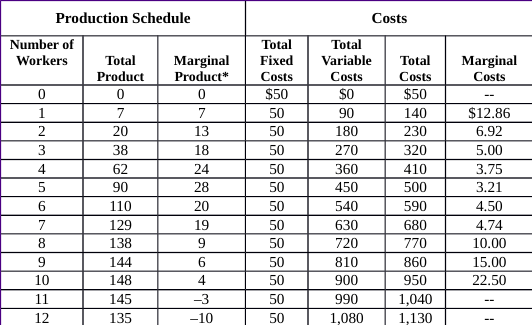 Production Schedule Costs
Number of Workers Total Product Marginal Product* Total Fixed Costs Total Variable Costs Total Costs Marginal Costs
0 0 0 $50 $0 $50 --
1 7 7 50 90 140 $12.86
2 20 13 50 180 230 6.92
3 38 18 50 270 320 5.00
4 62 24 50 360 410 3.75
5 90 28 50 450 500 3.21
6 110 20 50 540 590 4.50
7 129 19 50 630 680 4.74
8 138 9 50 720 770 10.00
9 144 6 50 810 860 15.00
10 148 4 50 900 950 22.50
11 145 –3 50 990 1,040 --
12 135 –10 50 1,080 1,130 --